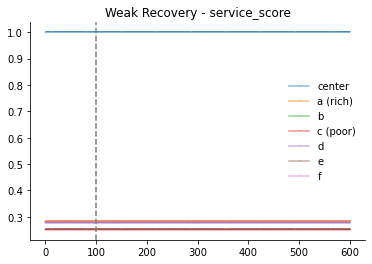 Weak Recovery - service_score
1.0
0.9
0.8
0.7
0.6
0.5
0.4
0.3
center
a (rich)
b
c (poor)
d
e
f
0 100 200 300 400 500 600